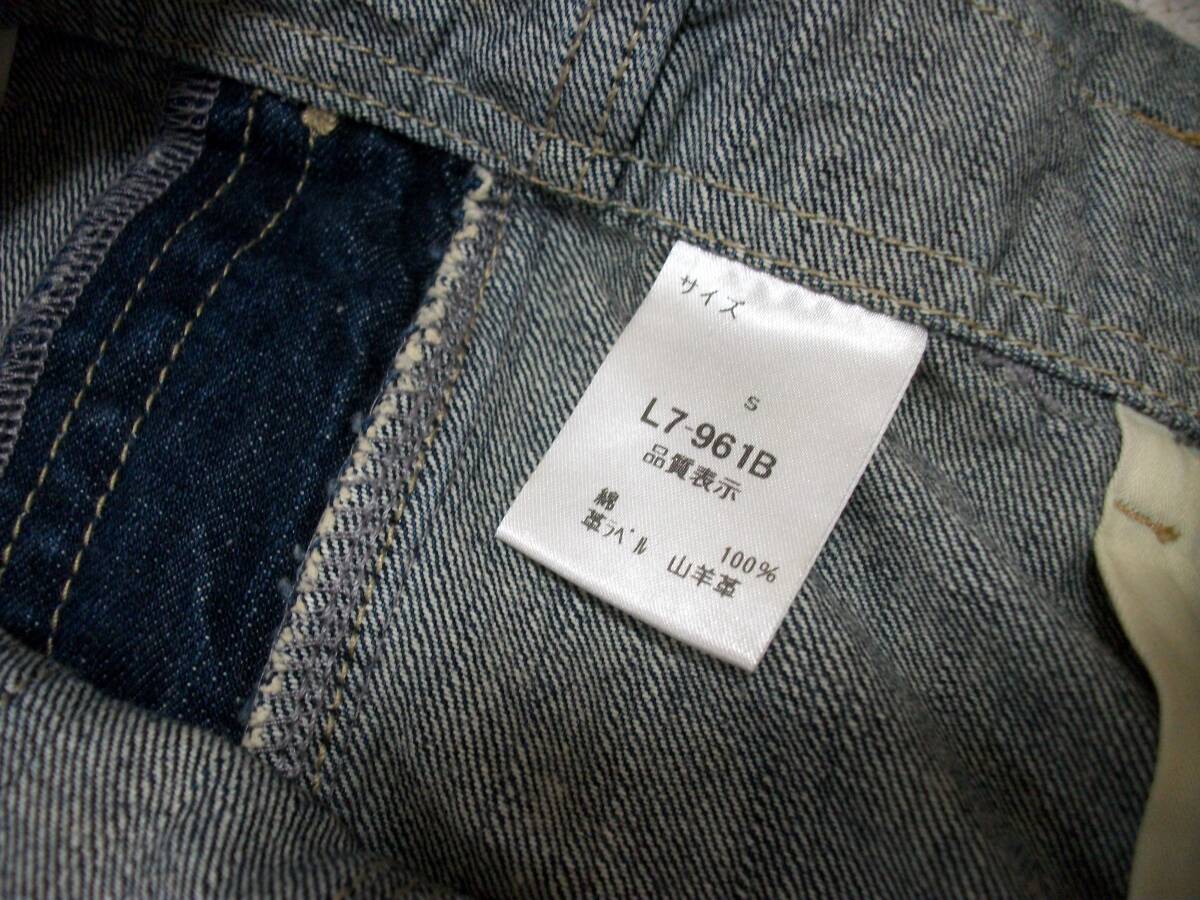 サイズ
S
L7-961B
品質表示
綿 100%
革ﾗﾍﾞﾙ 山羊革